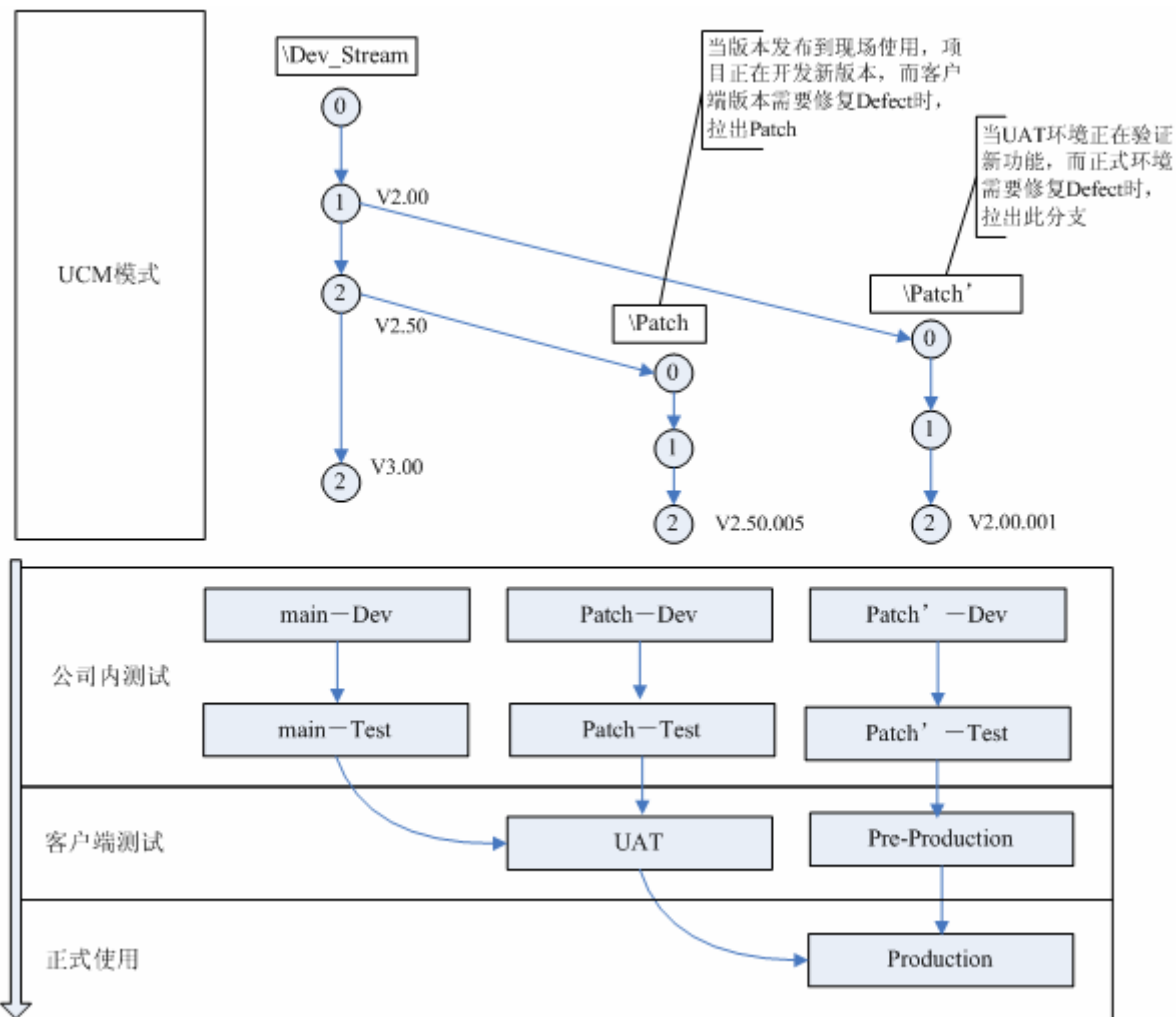 \Dev_Stream
当版本发布到现场使用，项
目正在开发新版本，而客户
端版本需要修复Defect时，
拉出Patch
当UAT环境正在验证
新功能，而正式环境
需要修复Defect时，
拉出此分支
0
1
V2.00
UCM模式
2
V2.50
\Patch
\Patch’
0
0
1
1
2
V3.00
2
V2.50.005
2
V2.00.001
main－Dev
Patch－Dev
Patch’－Dev
公司内测试
main－Test
Patch－Test
Patch’－Test
客户端测试
UAT
Pre-Production
正式使用
Production